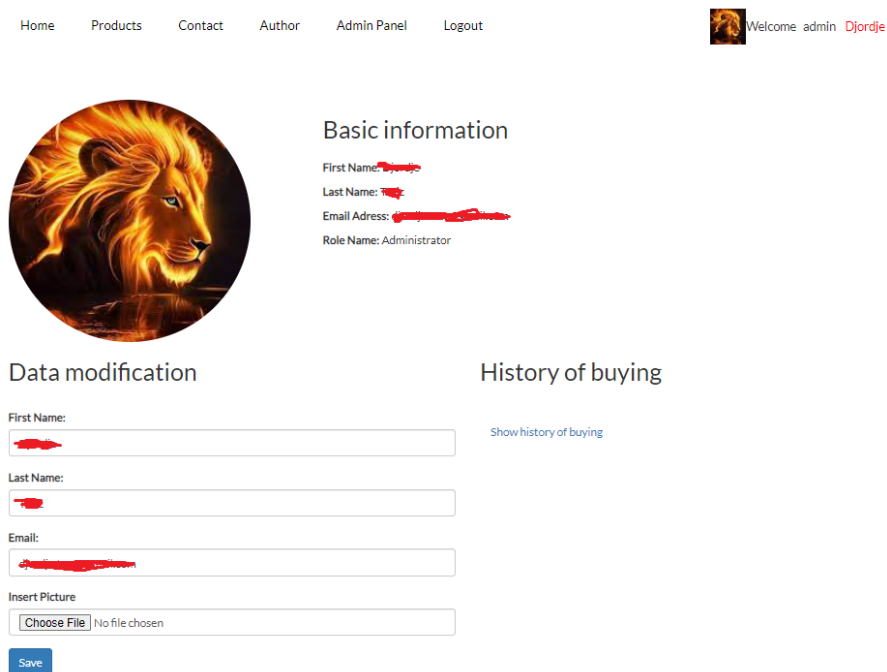 Home Products Contact Author Admin Panel Logout Welcome admin Djordje
Basic information
First Name:
Last Name:
Email Adress:
Role Name: Administrator
Data modification
History of buying
First Name:
Show history of buying
Last Name:
Email:
Insert Picture
Choose File No file chosen
Save